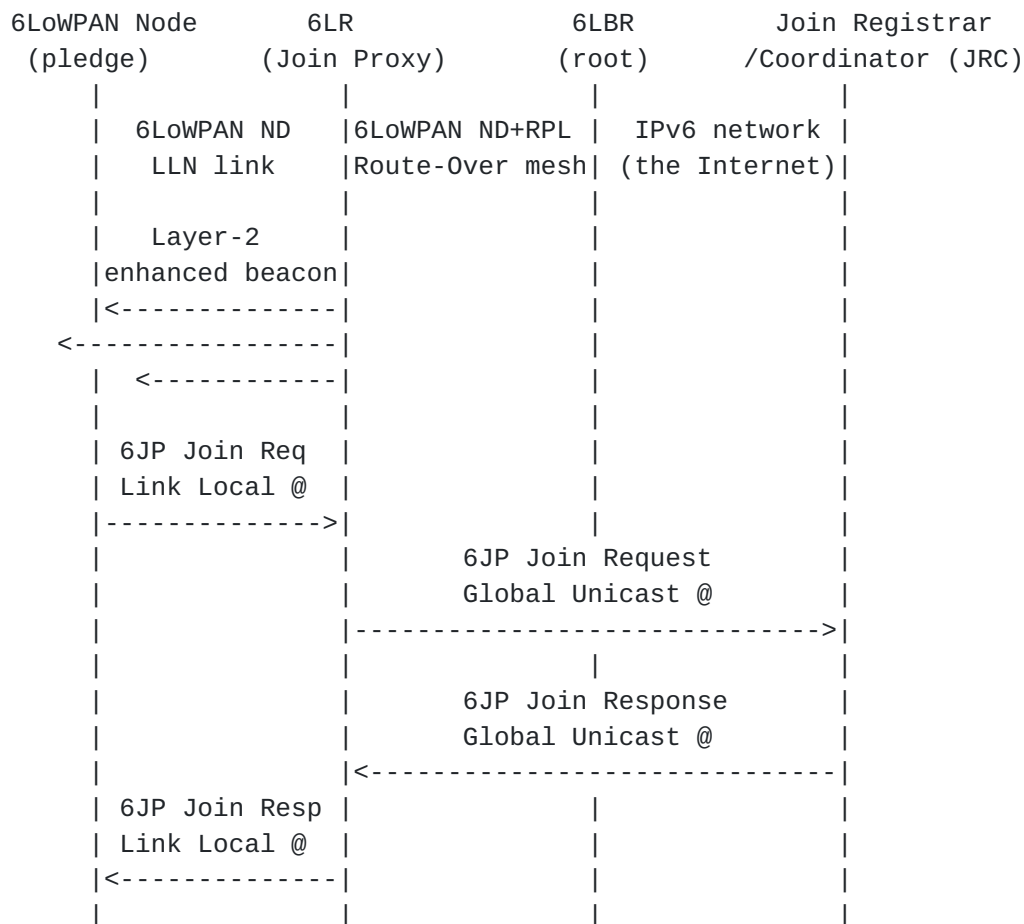 6LoWPAN Node 6LR 6LBR Join Registrar
(pledge) (Join Proxy) (root) /Coordinator (JRC)
6LoWPAN ND 6LoWPAN ND+RPL IPv6 network
LLN link Route-Over mesh (the Internet)
Layer-2
enhanced beacon
6JP Join Req
Link Local @
6JP Join Request
Global Unicast @
6JP Join Response
Global Unicast @
6JP Join Resp
Link Local @